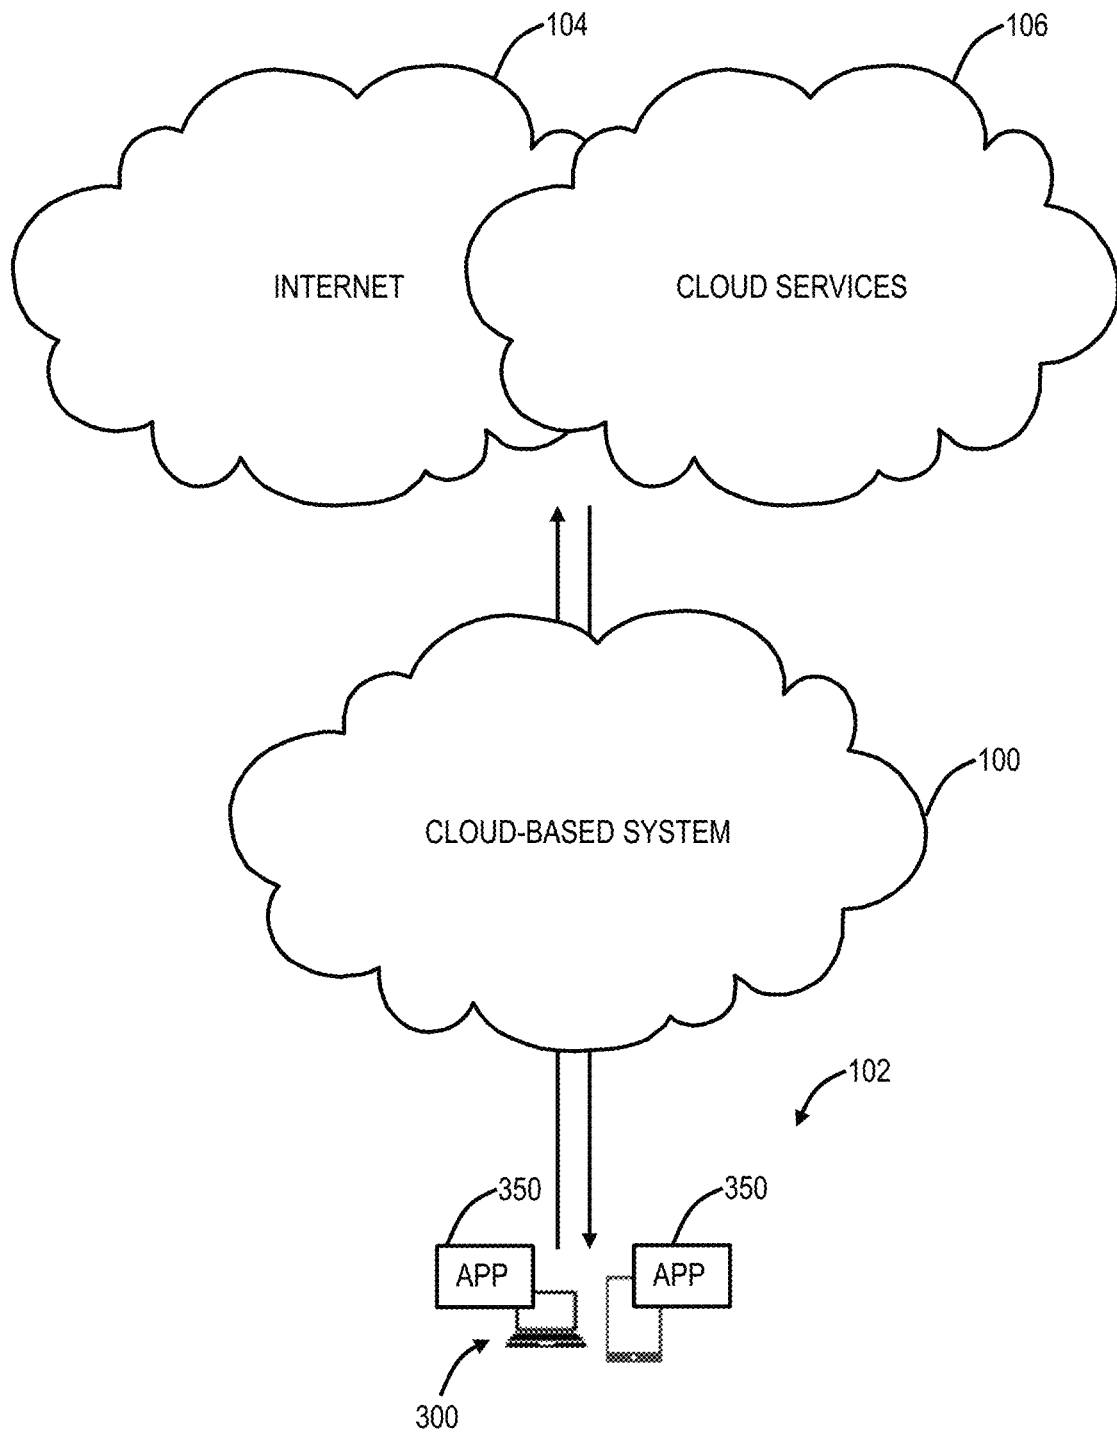 104
106
INTERNET
CLOUD SERVICES
100
CLOUD-BASED SYSTEM
102
350
350
APP
APP
300